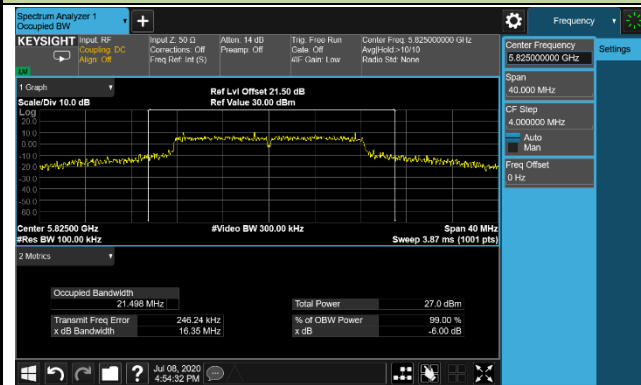 Spectrum Analyzer 1
Occupied BW
+
Frequency
KEYSIGHT
Input: RF
Coupling: DC
Align: Off
Input Z: 50 Ω
Corrections: Off
Freq Ref: Int (S)
Atten: 14 dB
Preamp: Off
Trig: Free Run
Gate: Off
#IF Gain: Low
Center Freq: 5.825000000 GHz
Avg|Hold:>10/10
Radio Std: None
LXI
Center Frequency
5.825000000 GHz
Settings
Span
40.000 MHz
CF Step
4.000000 MHz
Auto
Man
Freq Offset
0 Hz
1 Graph
Scale/Div 10.0 dB
Ref Lvl Offset 21.50 dB
Ref Value 30.00 dBm
Log
20.0
10.0
0.00
-10.0
-20.0
-30.0
-40.0
-50.0
-60.0
Center 5.82500 GHz
#Res BW 100.00 kHz
#Video BW 300.00 kHz
Span 40 MHz
Sweep 3.87 ms (1001 pts)
2 Metrics
Occupied Bandwidth
21.498 MHz
Total Power 27.0 dBm
Transmit Freq Error 246.24 kHz
% of OBW Power 99.00 %
x dB Bandwidth 16.35 MHz
x dB -6.00 dB
?
Jul 08, 2020
4:54:32 PM